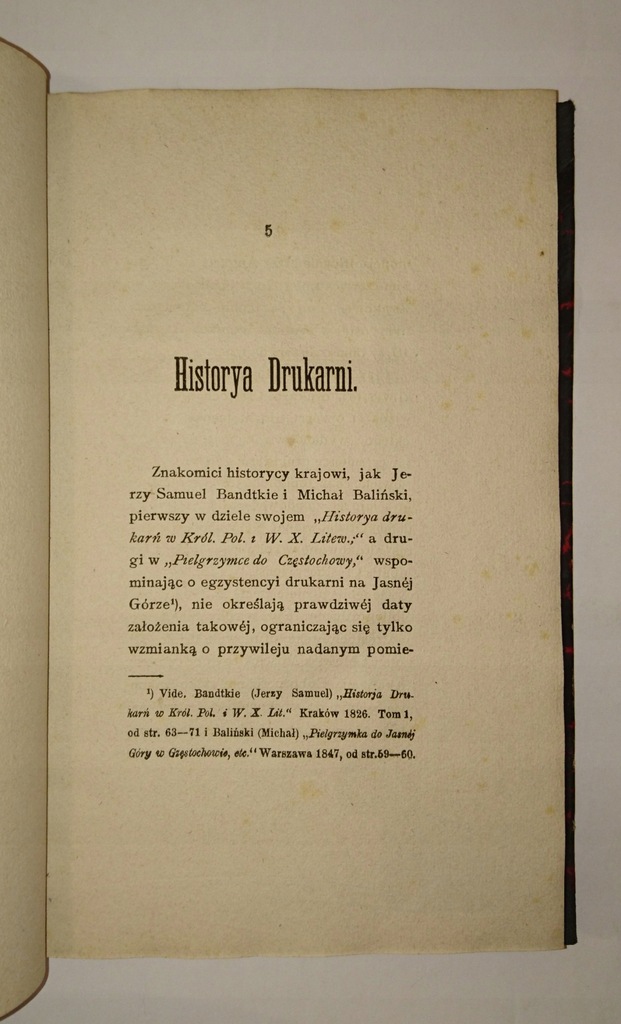 5
Historya Drukarni.
Znakomici historycy krajowi, jak Je-
rzy Samuel Bandtkie i Michał Baliński,
pierwszy w dziele swojem „Historya dru-
karń w Król. Pol. i W. X. Litew.;“ a dru-
gi w „Pielgrzymce do Częstochowy,“ wspo-
minając o egzystencyi drukarni na Jasnéj
Górze¹), nie określają prawdziwéj daty
założenia takowéj, ograniczając się tylko
wzmianką o przywileju nadanym pomie-
¹) Vide. Bandtkie (Jerzy Samuel) „Historja Dru-
karń w Król. Pol. i W. X. Lit.“ Kraków 1826. Tom 1,
od str. 63—71 i Baliński (Michał) „Pielgrzymka do Jasnéj
Góry w Częstochowie, etc.“ Warszawa 1847, od str.59—60.